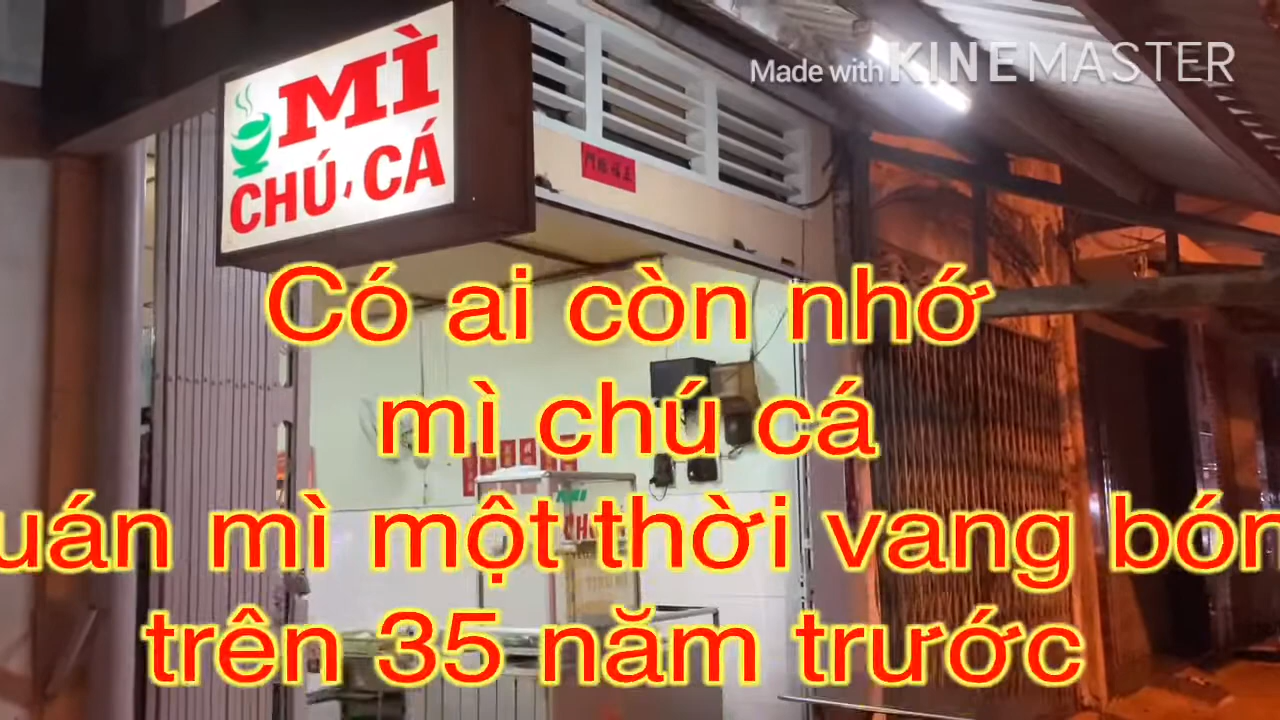 Made with KINEMASTER
MÌ
CHÚ CÁ
Có ai còn nhớ
mì chú cá
uán mì một thời vang bón
trên 35 năm trước